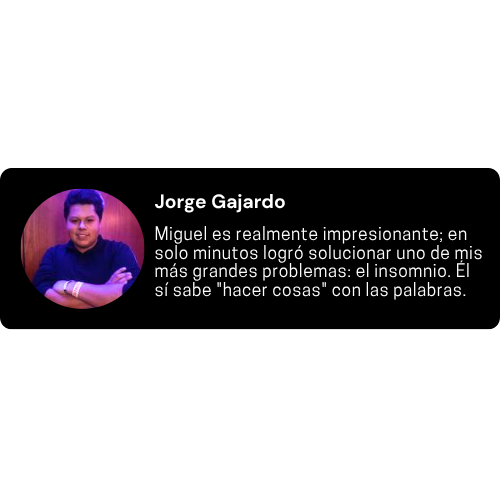 Jorge Gajardo
Miguel es realmente impresionante; en
solo minutos logró solucionar uno de mis
más grandes problemas: el insomnio. Él
sí sabe "hacer cosas" con las palabras.